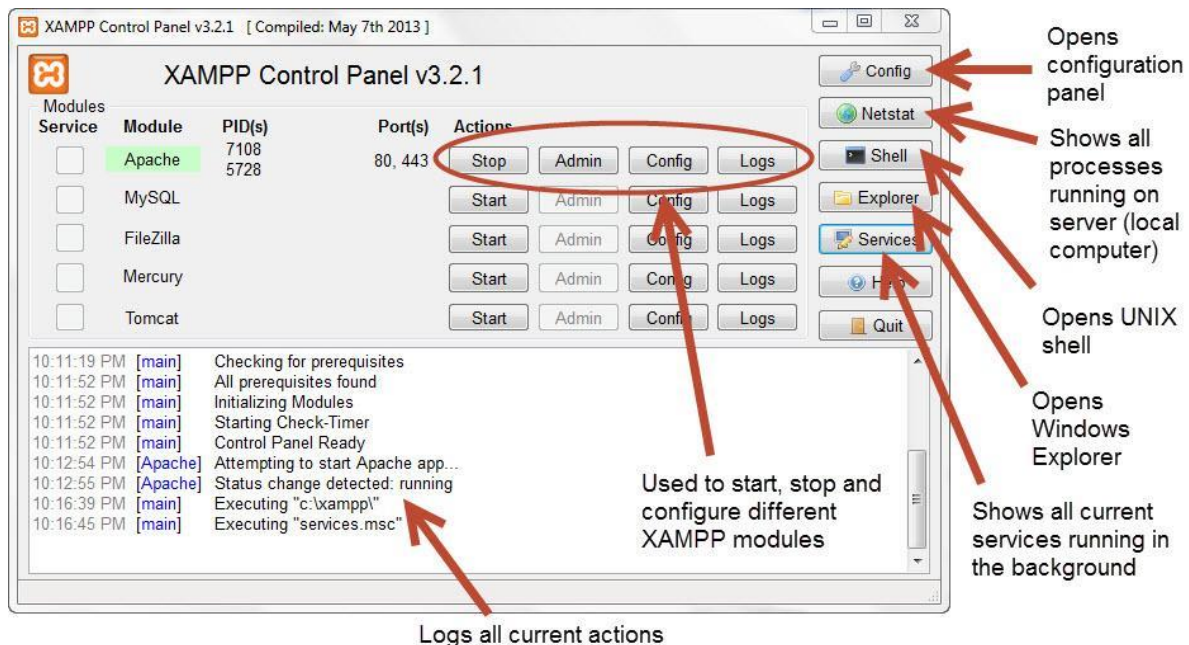 XAMPP Control Panel v3.2.1 [ Compiled: May 7th 2013 ]
XAMPP Control Panel v3.2.1
Modules
Service Module PID(s) Port(s) Actions
Apache 7108 5728 80, 443 Stop Admin Config Logs
MySQL Start Admin Config Logs
FileZilla Start Admin Config Logs
Mercury Start Admin Config Logs
Tomcat Start Admin Config Logs
Config
Netstat
Shell
Explorer
Services
Help
Quit
10:11:19 PM [main] Checking for prerequisites
10:11:52 PM [main] All prerequisites found
10:11:52 PM [main] Initializing Modules
10:11:52 PM [main] Starting Check-Timer
10:11:52 PM [main] Control Panel Ready
10:12:54 PM [Apache] Attempting to start Apache app...
10:12:55 PM [Apache] Status change detected: running
10:16:39 PM [main] Executing "c:\xampp\"
10:16:45 PM [main] Executing "services.msc"
Opens
configuration
panel
Shows all
processes
running on
server (local
computer)
Opens UNIX
shell
Opens
Windows
Explorer
Shows all current
services running in
the background
Used to start, stop and
configure different
XAMPP modules
Logs all current actions